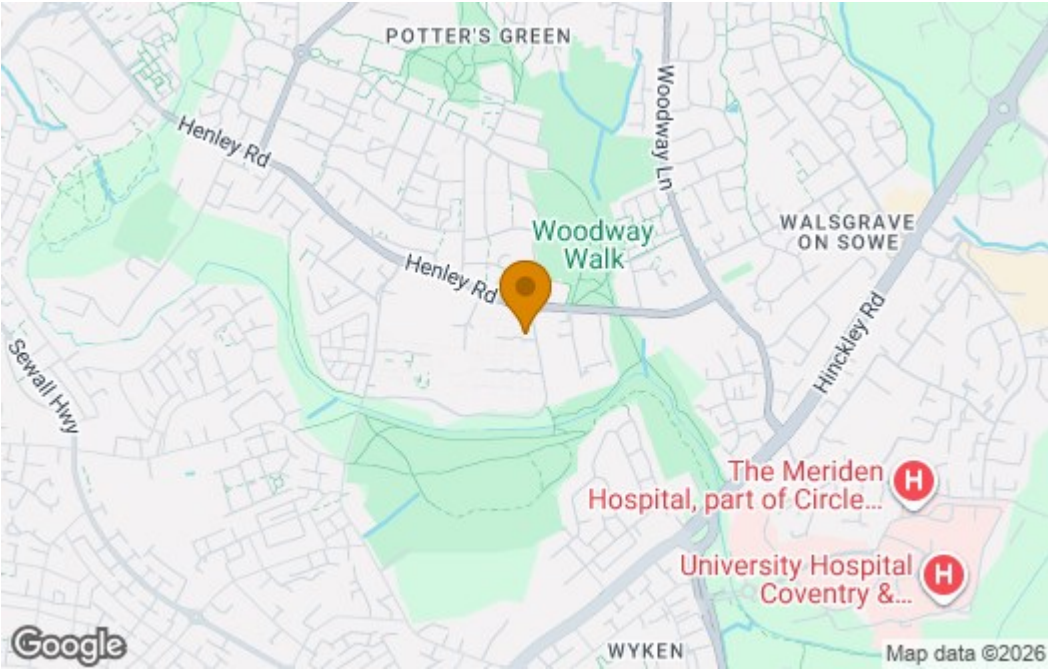 POTTER'S GREEN
Henley Rd
Woodway Ln
Woodway
Walk
WALSGRAVE
ON SOWE
Henley Rd
Hinckley Rd
Sewall Hwy
The Meriden
Hospital, part of Circle...
H
University Hospital
Coventry &...
H
WYKEN
Google
Map data ©2026